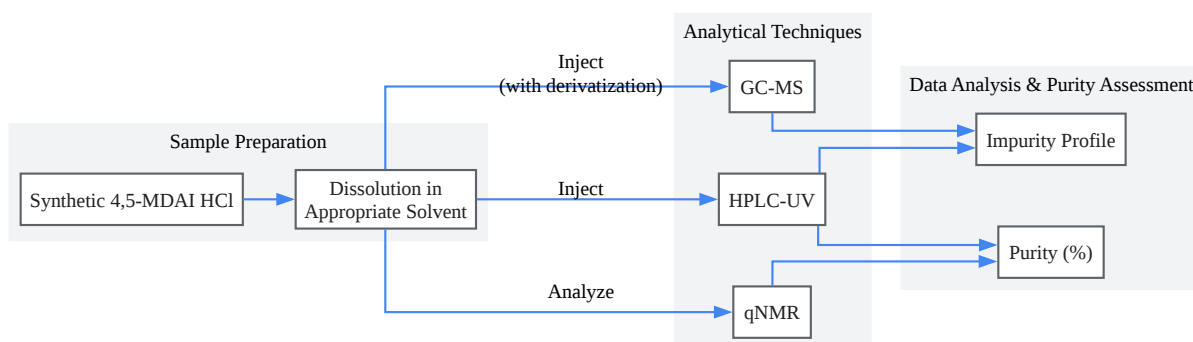 Analytical Techniques
Inject
(with derivatization)
GC-MS
Data Analysis & Purity Assessment
Impurity Profile
Sample Preparation
Synthetic 4,5-MDAI HCl
Dissolution in
Appropriate Solvent
Inject
HPLC-UV
Purity (%)
Analyze
qNMR